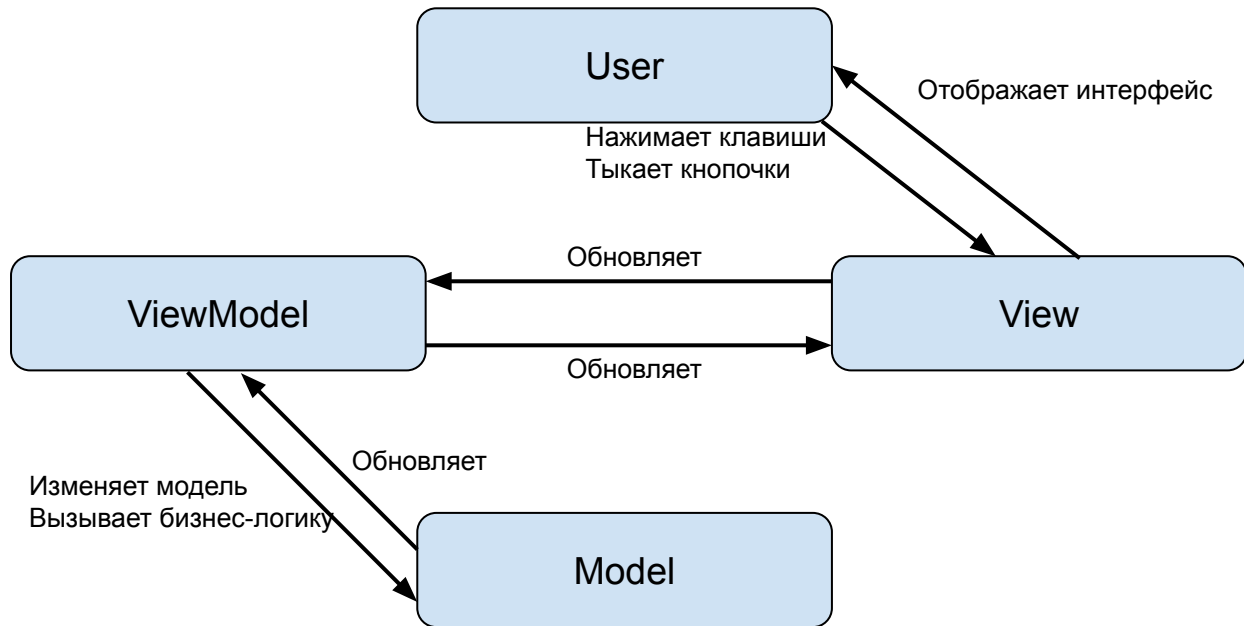 User
Отображает интерфейс
Нажимает клавиши
Тыкает кнопочки
Обновляет
ViewModel
View
Обновляет
Обновляет
Изменяет модель
Вызывает бизнес-логику
Model